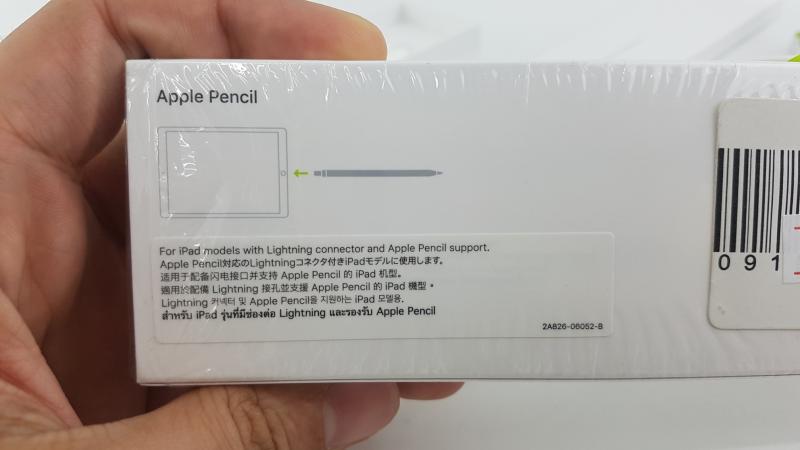 Apple Pencil
For iPad models with Lightning connector and Apple Pencil support.
Apple Pencil対応のLightningコネクタ付きiPadモデルに使用します。
适用于配备闪电接口并支持 Apple Pencil 的 iPad 机型。
適用於配備 Lightning 接孔並支援 Apple Pencil 的 iPad 機型。
Lightning 커넥터 및 Apple Pencil을 지원하는 iPad 모델용.
สำหรับ iPad รุ่นที่มีช่องต่อ Lightning และรองรับ Apple Pencil
2AB26-06052-B
091